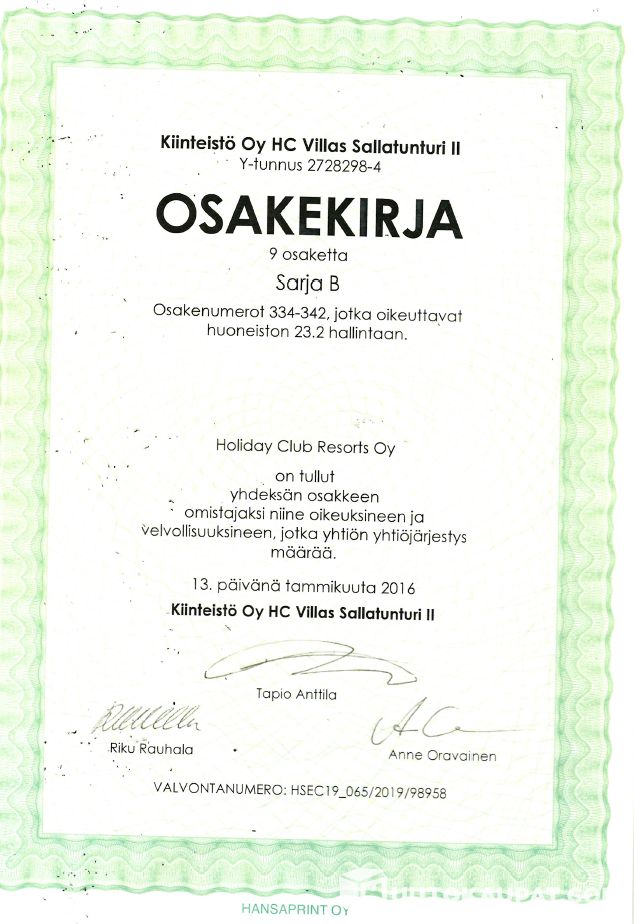 Kiinteistö Oy HC Villas Sallatunturi II
Y-tunnus 2728298-4
OSAKEKIRJA
9 osaketta
Sarja B
Osakenumerot 334-342, jotka oikeuttavat
huoneiston 23.2 hallintaan.
Holiday Club Resorts Oy
on tullut
yhdeksän osakkeen
omistajaksi niine oikeuksineen ja
velvollisuuksineen, jotka yhtiön yhtiöjärjestys
määrää.
13. päivänä tammikuuta 2016
Kiinteistö Oy HC Villas Sallatunturi II
Tapio Anttila
Riku Rauhala
Anne Oravainen
VALVONTANUMERO: HSEC19_065/2019/98958
HANSAPRINT OY